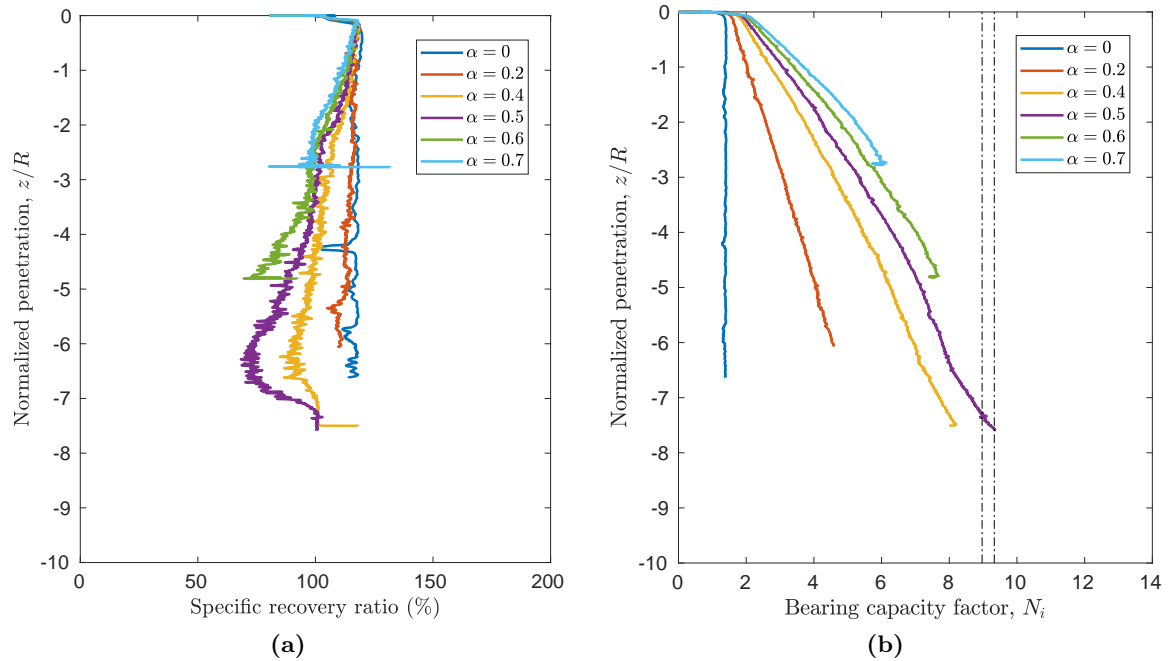 0
-1
-2
-3
-4
-5
-6
-7
-8
-9
-10
Normalized penetration, z/R
α = 0
α = 0.2
α = 0.4
α = 0.5
α = 0.6
α = 0.7
0 50 100 150 200
Specific recovery ratio (%)
(a)
0
-1
-2
-3
-4
-5
-6
-7
-8
-9
-10
Normalized penetration, z/R
α = 0
α = 0.2
α = 0.4
α = 0.5
α = 0.6
α = 0.7
0 2 4 6 8 10 12 14
Bearing capacity factor, Nᵢ
(b)